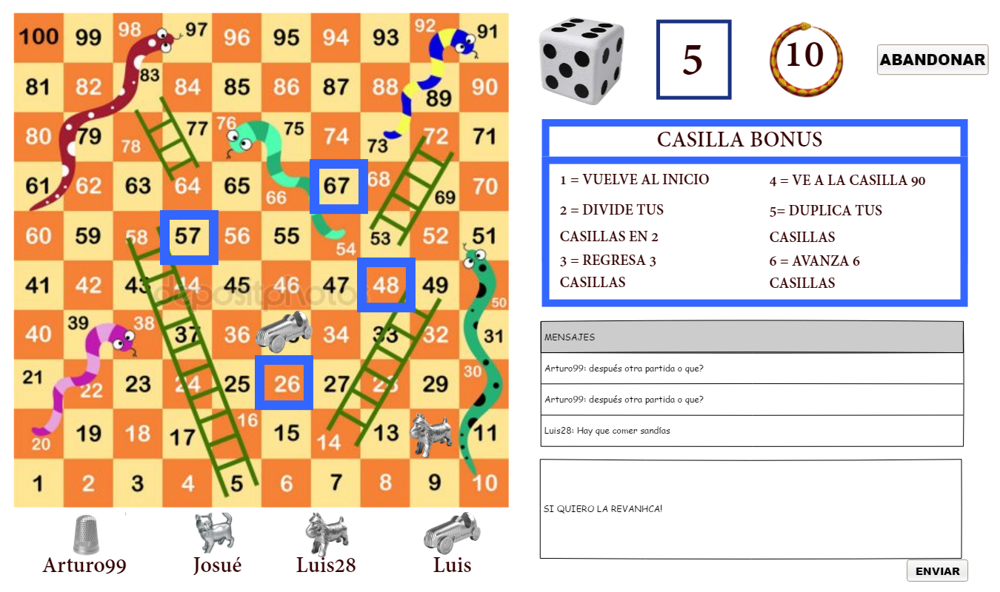 100 99 98 97 96 95 94 93 92 91
81 82 83 84 85 86 87 88 89 90
80 79 78 77 76 75 74 73 72 71
61 62 63 64 65 66 67 68 69 70
60 59 58 57 56 55 54 53 52 51
41 42 43 44 45 46 47 48 49 50
depositphotos
40 39 38 37 36 34 33 32 31
21 22 23 24 25 26 27 28 29 30
20 19 18 17 16 15 14 13 11
1 2 3 4 5 6 7 8 9 10
Arturo99 Josué Luis28 Luis
5
10
ABANDONAR
CASILLA BONUS
1 = VUELVE AL INICIO
2 = DIVIDE TUS
CASILLAS EN 2
3 = REGRESA 3
CASILLAS
4 = VE A LA CASILLA 90
5= DUPLICA TUS
CASILLAS
6 = AVANZA 6
CASILLAS
MENSAJES
Arturo99: después otra partida o que?
Arturo99: después otra partida o que?
Luis28: Hay que comer sandías
SI QUIERO LA REVANHCA!
ENVIAR